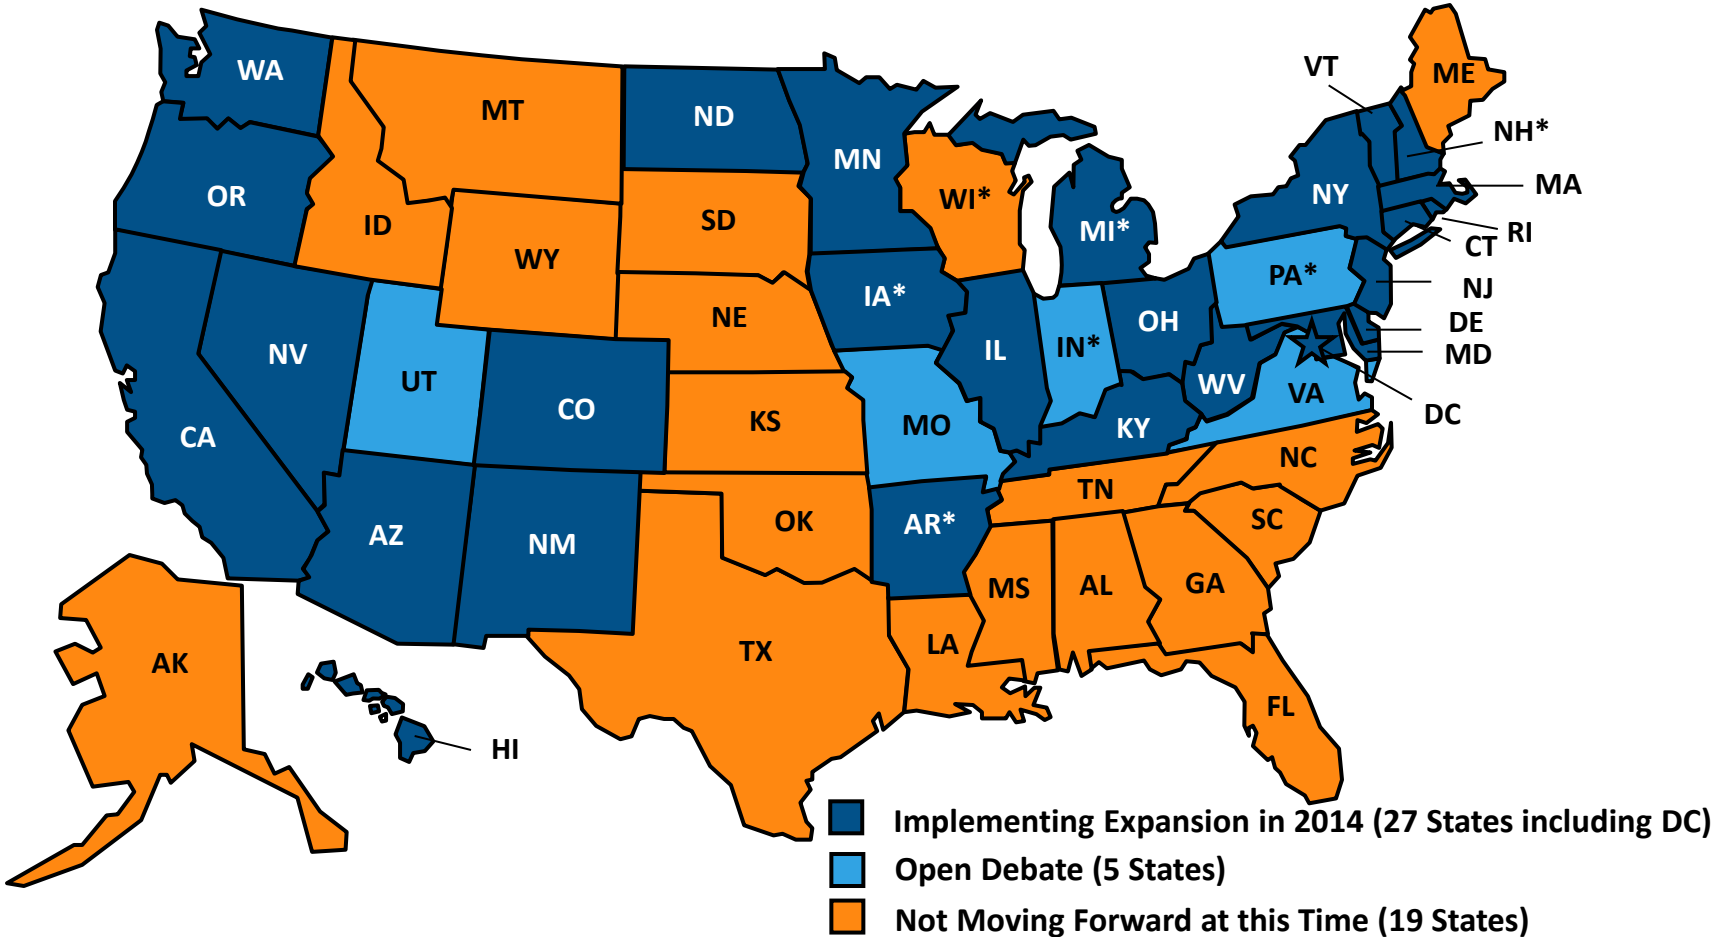 WA
MT
ND
MN
ME
VT
NH*
OR
ID
SD
WI*
MI*
NY
MA
RI
CT
WY
NE
IA*
PA*
NJ
NV
UT
CO
IL
IN*
OH
DE
MD
WV
VA
DC
CA
KS
MO
KY
NC
AZ
NM
OK
AR*
TN
SC
MS
AL
GA
AK
TX
LA
FL
HI
Implementing Expansion in 2014 (27 States including DC)
Open Debate (5 States)
Not Moving Forward at this Time (19 States)